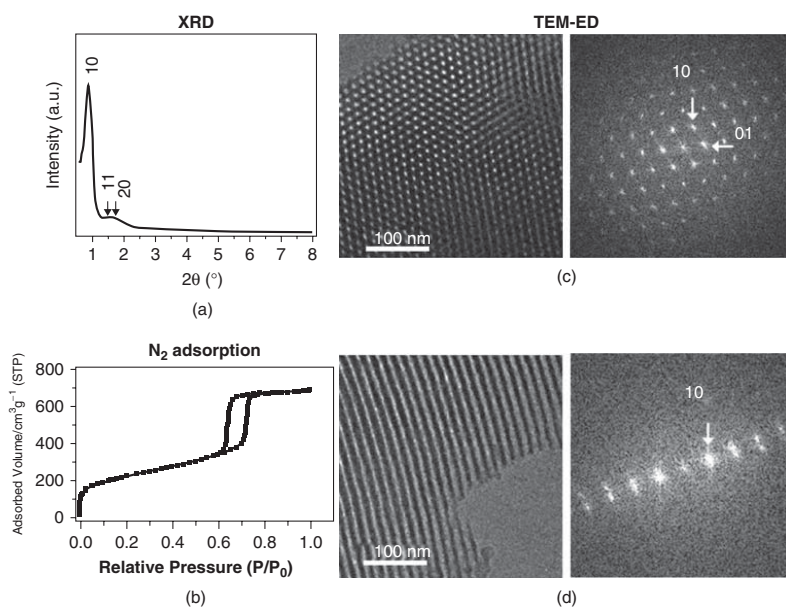 XRD
10
11
20
Intensity (a.u.)
1 2 3 4 5 6 7 8
2θ (°)
(a)
TEM-ED
100 nm
10
01
(c)
N₂ adsorption
800
600
400
200
0
Adsorbed Volume/cm³g⁻¹ (STP)
0.0 0.2 0.4 0.6 0.8 1.0
Relative Pressure (P/P₀)
(b)
100 nm
10
(d)